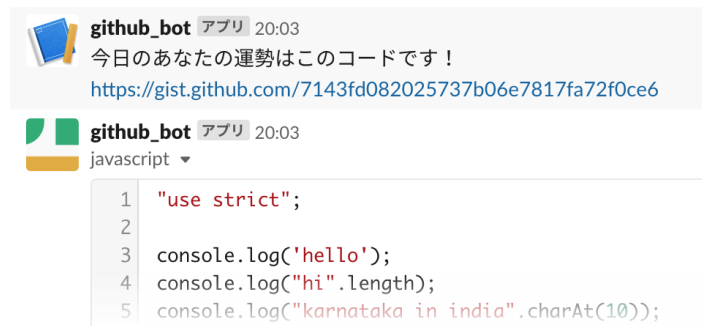 github_bot アプリ 20:03
今日のあなたの運勢はこのコードです！
https://gist.github.com/7143fd082025737b06e7817fa72f0ce6
github_bot アプリ 20:03
javascript
1 "use strict";
2
3 console.log('hello');
4 console.log("hi".length);
5 console.log("karnataka in india".charAt(10));